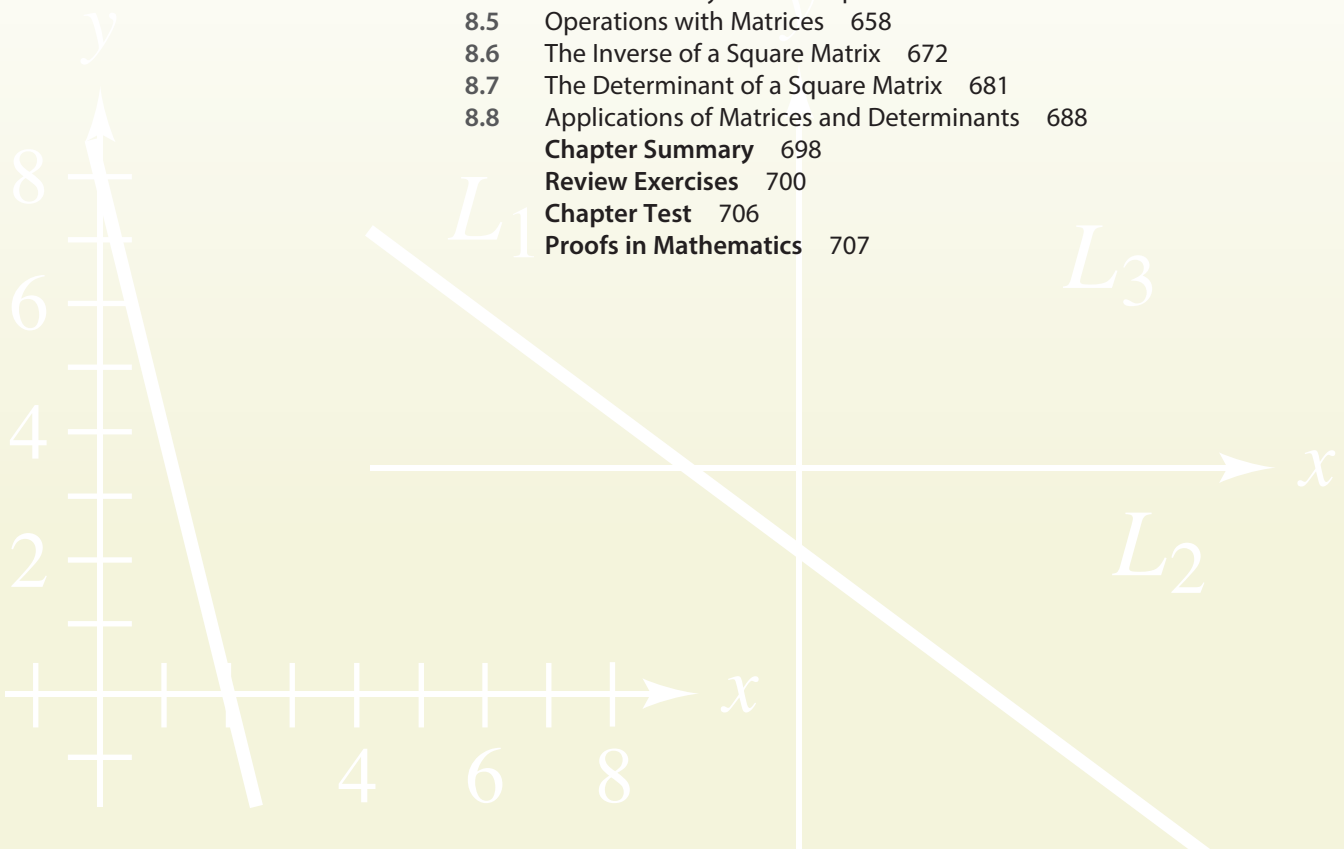 8.5 Operations with Matrices 658
8.6 The Inverse of a Square Matrix 672
8.7 The Determinant of a Square Matrix 681
8.8 Applications of Matrices and Determinants 688
Chapter Summary 698
Review Exercises 700
Chapter Test 706
Proofs in Mathematics 707
y
y
8
6
4
2
4 6 8
x
L1
L3
x
L2